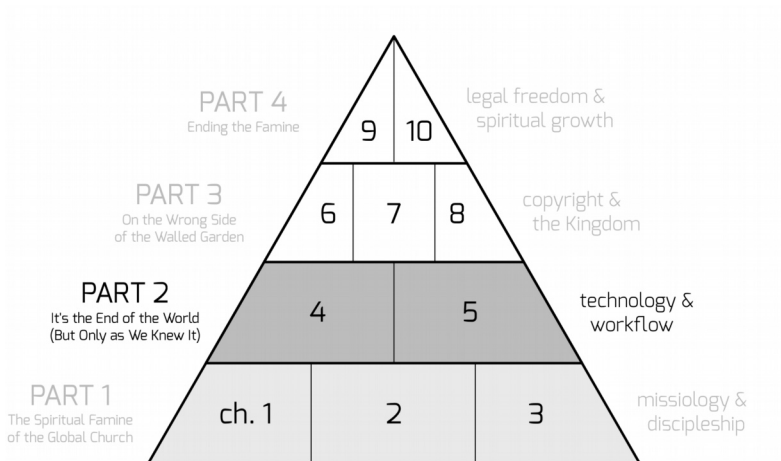 PART 4
Ending the Famine
9 10
legal freedom &
spiritual growth
PART 3
On the Wrong Side
of the Walled Garden
6 7 8
copyright &
the Kingdom
PART 2
It's the End of the World
(But Only as We Knew It)
4 5
technology &
workflow
PART 1
The Spiritual Famine
of the Global Church
ch. 1 2 3
missiology &
discipleship